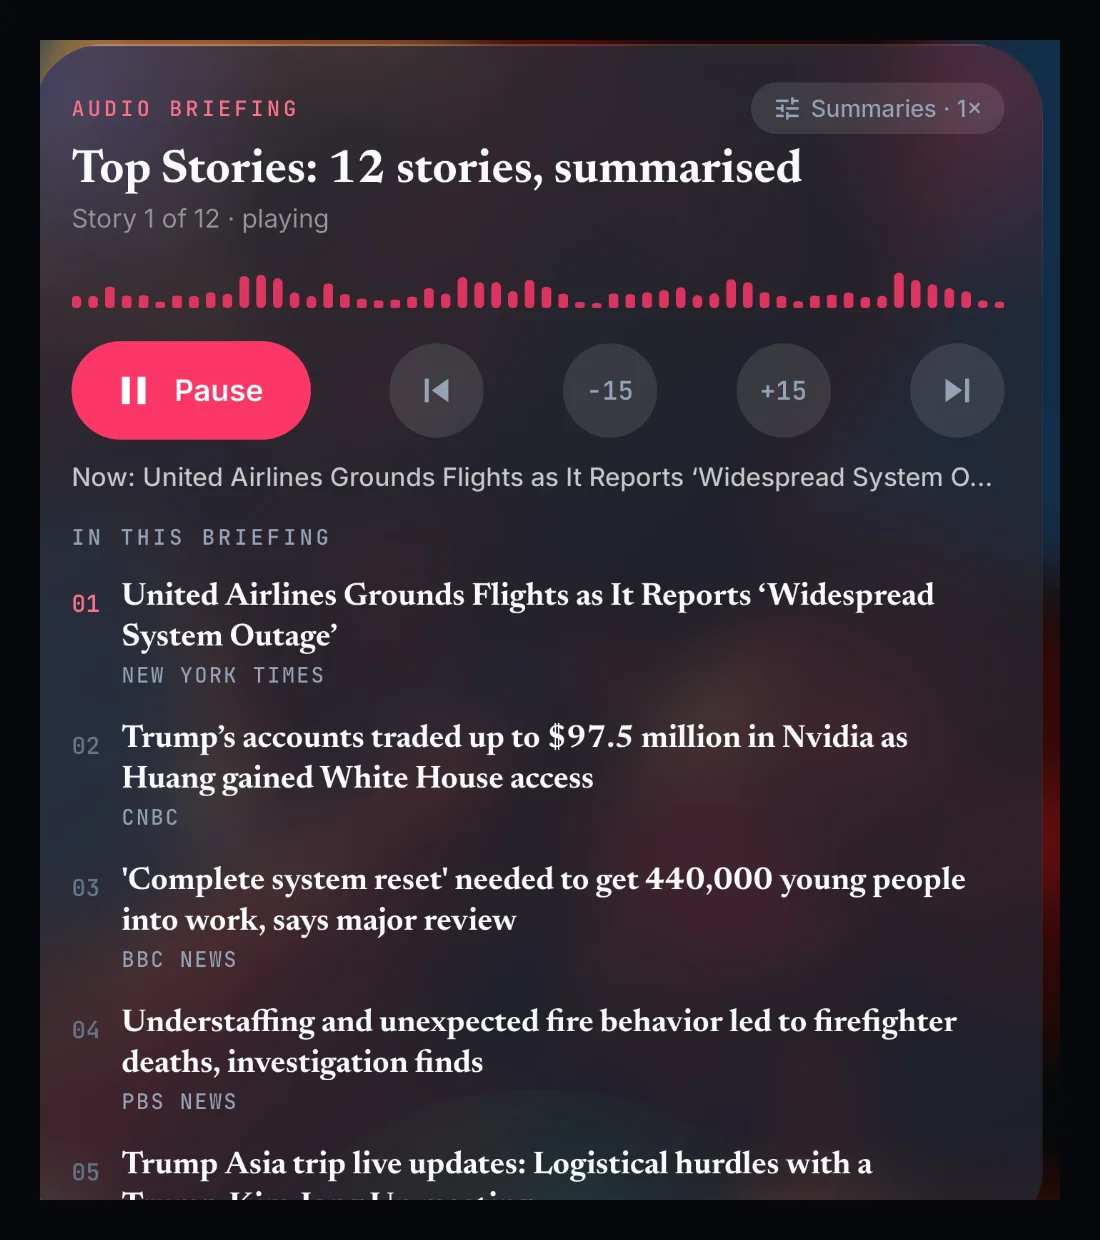 AUDIO BRIEFING
Summaries · 1×
Top Stories: 12 stories, summarised
Story 1 of 12 · playing
Pause
-15
+15
Now: United Airlines Grounds Flights as It Reports ‘Widespread System O…
IN THIS BRIEFING
01
United Airlines Grounds Flights as It Reports ‘Widespread
System Outage’
NEW YORK TIMES
02
Trump’s accounts traded up to $97.5 million in Nvidia as
Huang gained White House access
CNBC
03
'Complete system reset' needed to get 440,000 young people
into work, says major review
BBC NEWS
04
Understaffing and unexpected fire behavior led to firefighter
deaths, investigation finds
PBS NEWS
05
Trump Asia trip live updates: Logistical hurdles with a
Trump-Kim Jong Un meeting